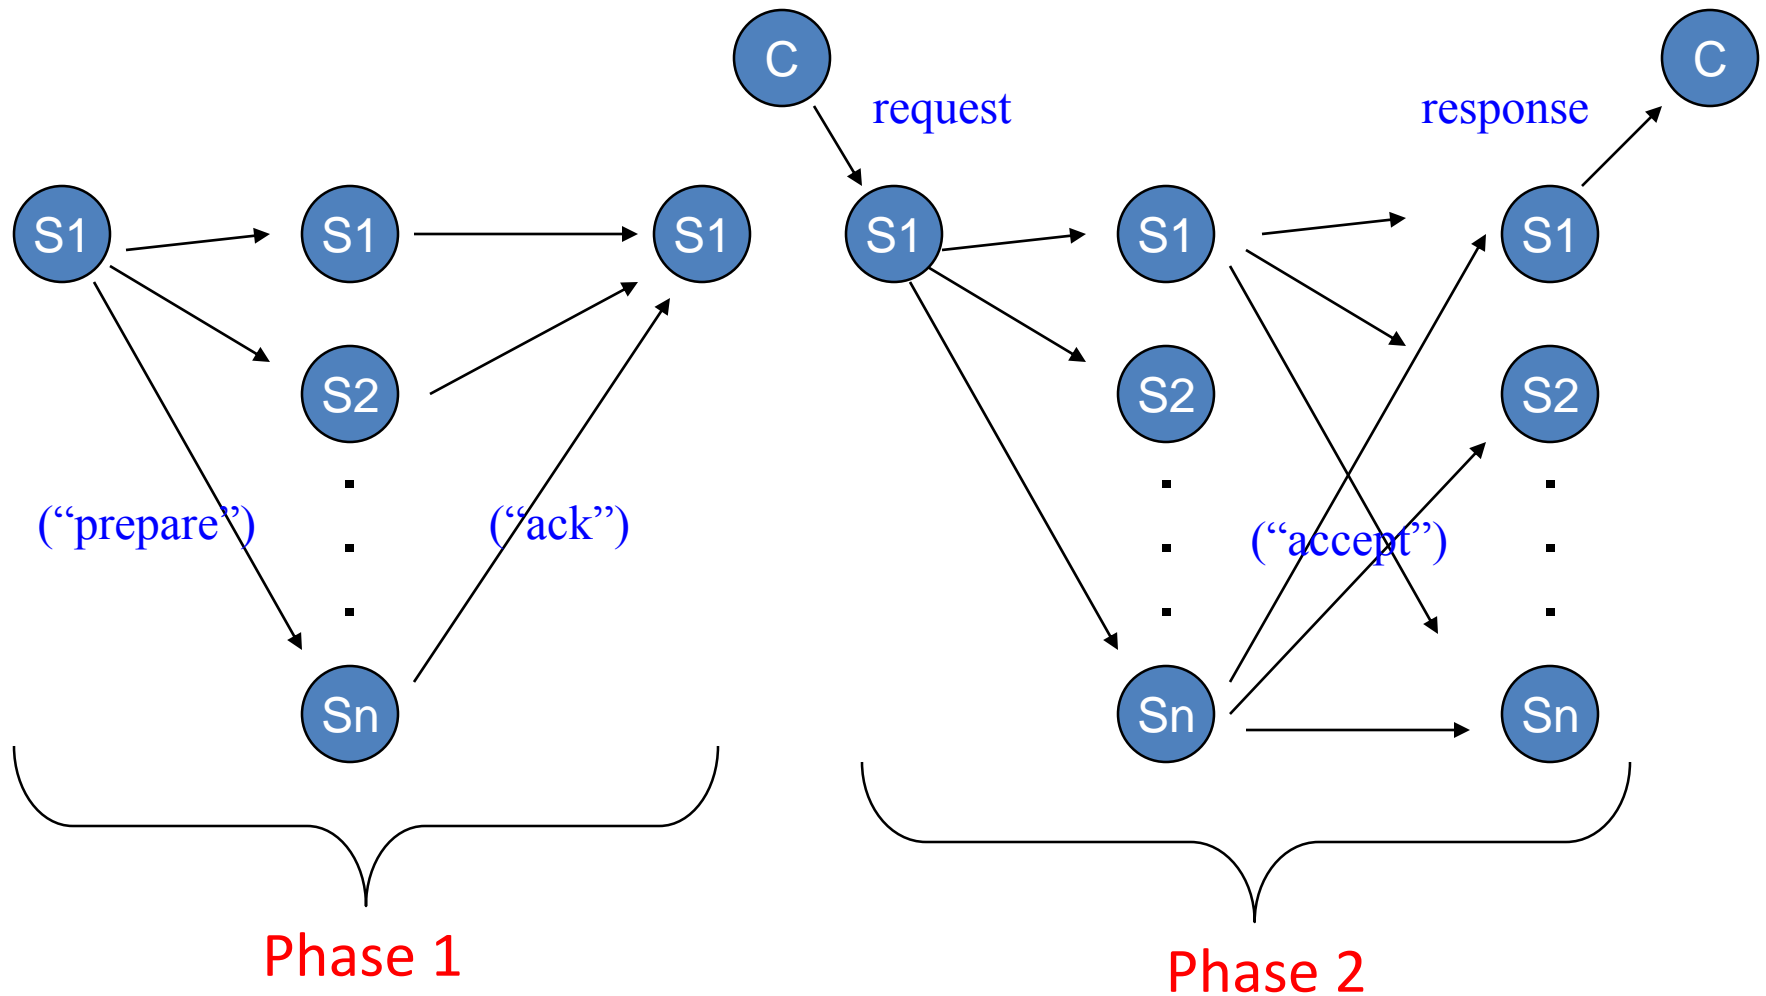 C
C
request
response
S1
S1
S1
S1
S1
S1
S2
S2
S2
(“prepare”)
(“ack”)
(“accept”)
Sn
Sn
Sn
Phase 1
Phase 2